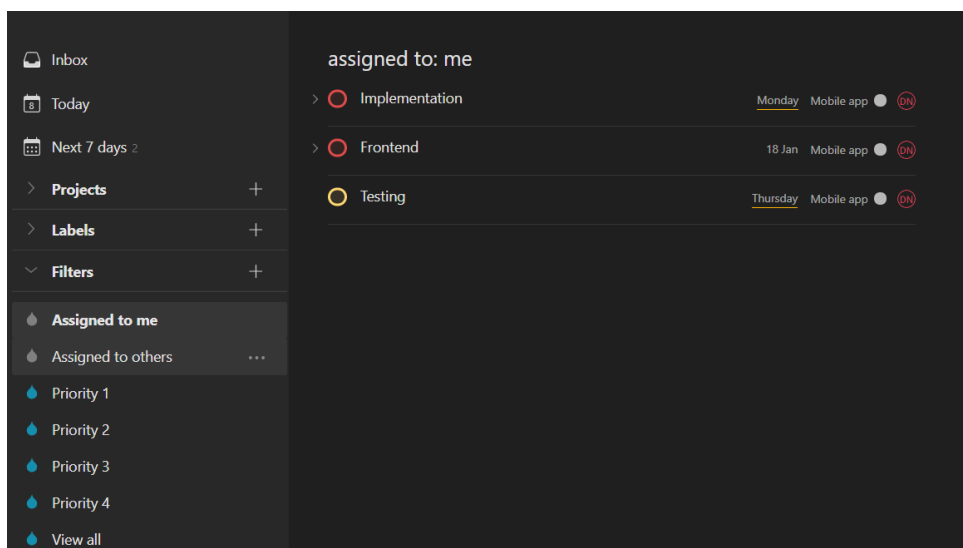 Inbox
8
Today
Next 7 days 2
Projects
Labels
Filters
Assigned to me
Assigned to others
Priority 1
Priority 2
Priority 3
Priority 4
View all
assigned to: me
Implementation Monday Mobile app DN
Frontend 18 Jan Mobile app DN
Testing Thursday Mobile app DN